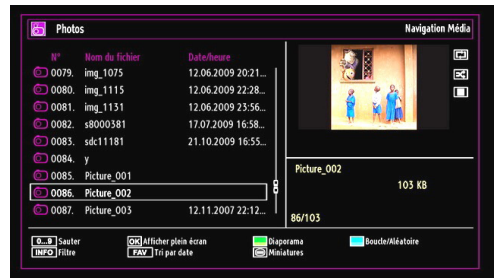 Photos
Navigation Média
N° Nom du fichier Date/heure
0079. img_1075 12.06.2009 20:21...
0080. img_1115 12.06.2009 22:28...
0081. img_1131 12.06.2009 23:56...
0082. s8000381 17.07.2009 16:58...
0083. sdc11181 21.10.2009 16:55...
0084. y
0085. Picture_001
0086. Picture_002
0087. Picture_003 12.11.2007 22:12...
Picture_002
103 KB
86/103
0...9 Sauter OK Afficher plein écran Diaporama Boucle/Aléatoire
INFO Filtre FAV Tri par date Miniatures